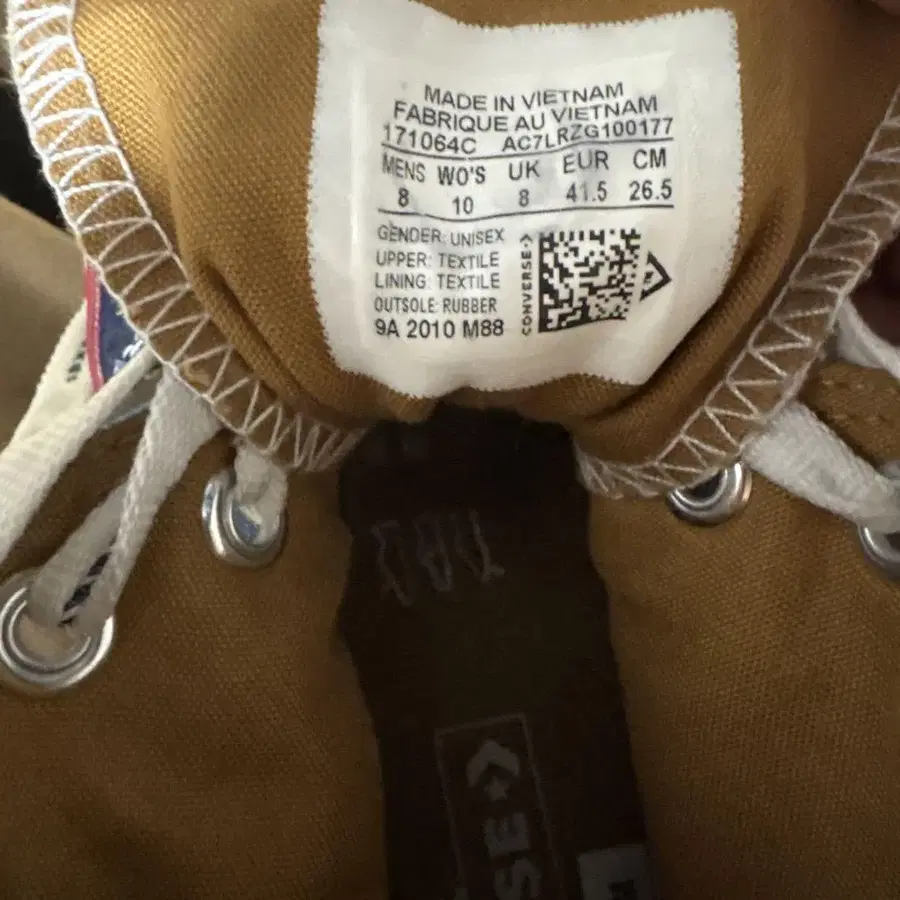 MADE IN VIETNAM
FABRIQUE AU VIETNAM
171064C AC7LRZG100177
MENS WO'S UK EUR CM
8 10 8 41.5 26.5
GENDER: UNISEX
UPPER: TEXTILE
LINING: TEXTILE
OUTSOLE: RUBBER
9A 2010 M88
CONVERSE